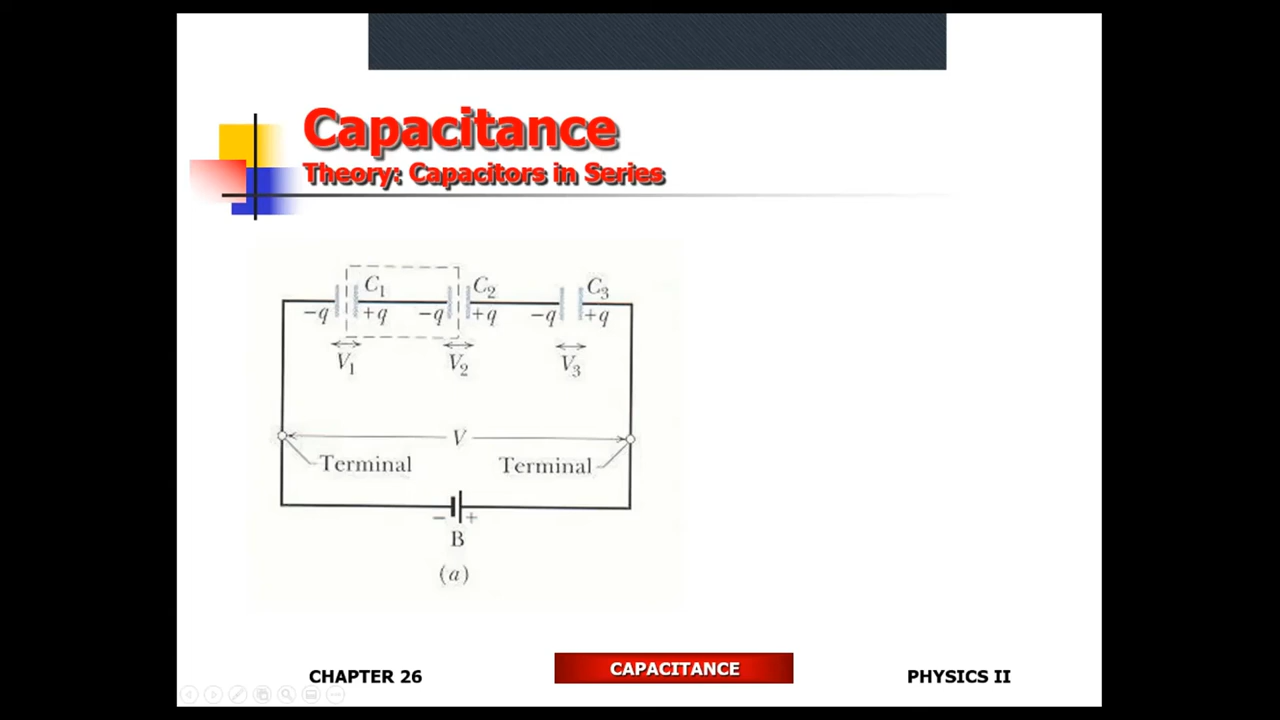 Capacitance
Theory: Capacitors in Series
C₁ C₂ C₃
−q +q −q +q −q +q
V₁ V₂ V₃
V
Terminal Terminal
− +
B
(a)
CHAPTER 26 CAPACITANCE PHYSICS II